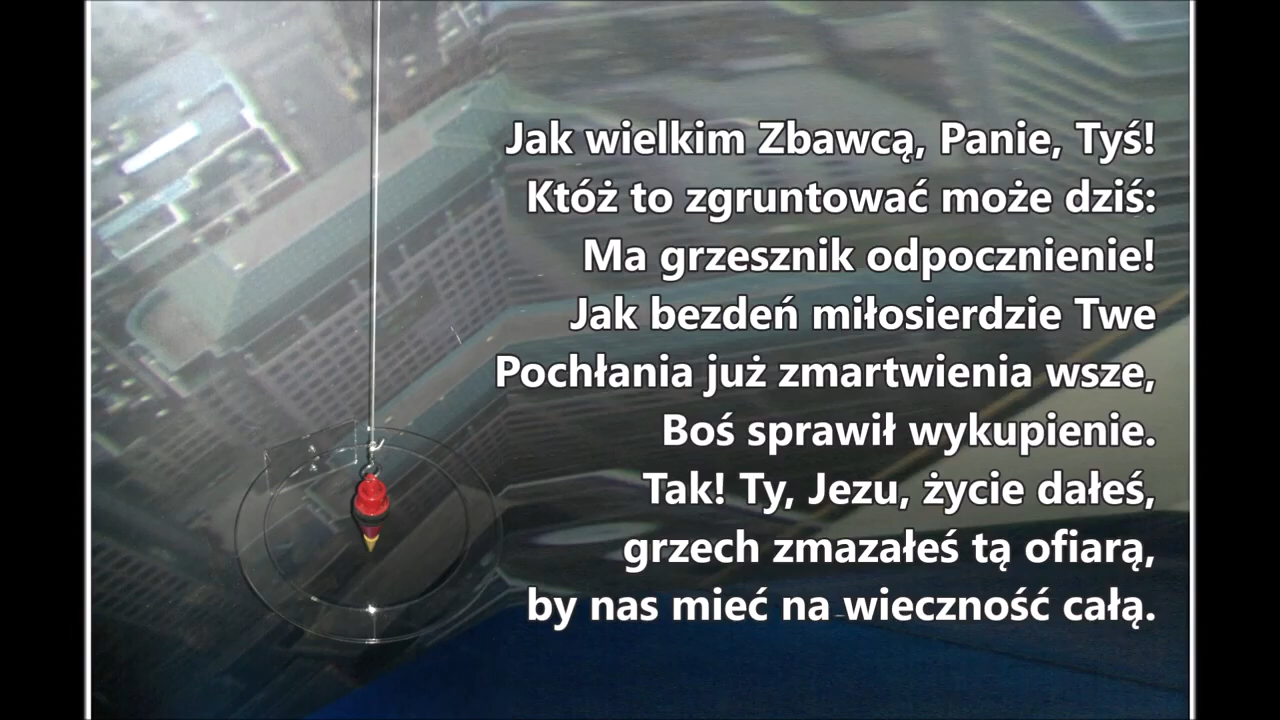 Jak wielkim Zbawcą, Panie, Tyś!
Któż to zgruntować może dziś:
Ma grzesznik odpocznienie!
Jak bezdeń miłosierdzie Twe
Pochłania już zmartwienia wsze,
Boś sprawił wykupienie.
Tak! Ty, Jezu, życie dałeś,
grzech zmazałeś tą ofiarą,
by nas mieć na wieczność całą.